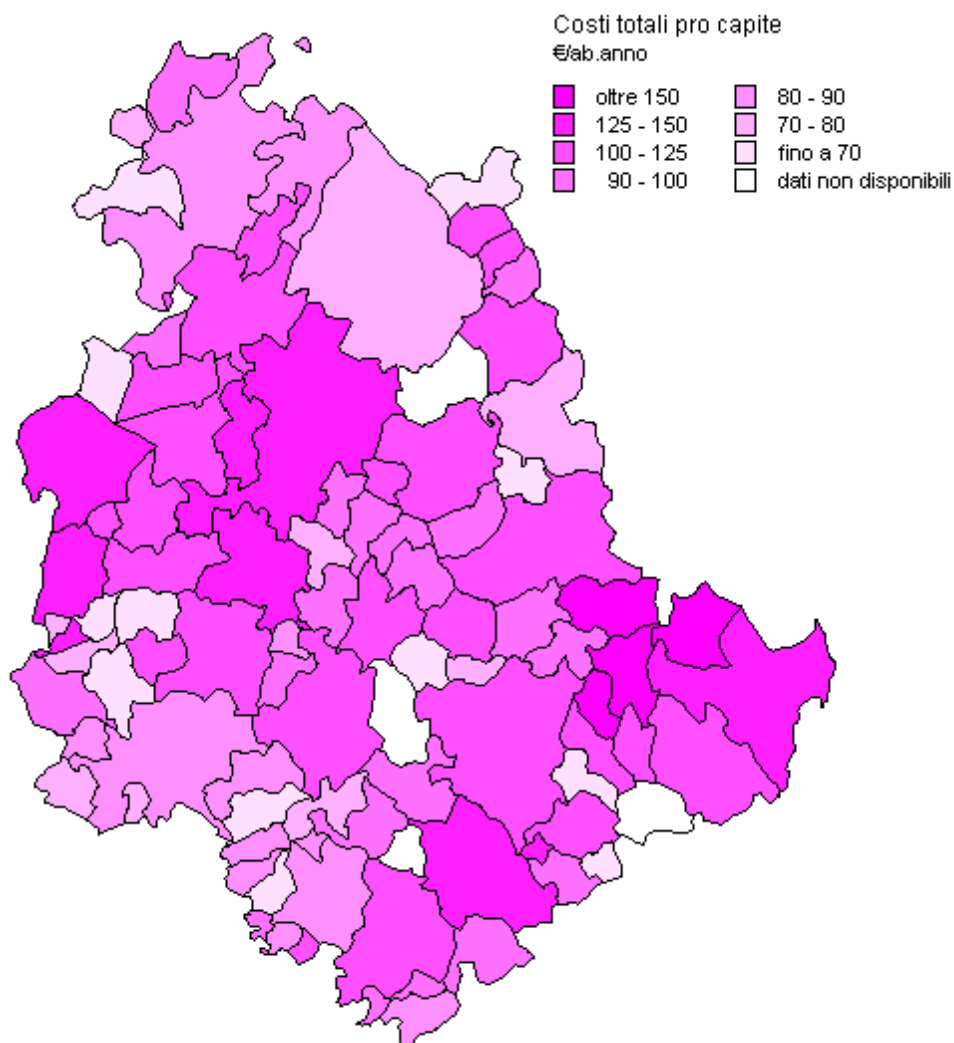 Costi totali pro capite
€/ab.anno
oltre 150
125 - 150
100 - 125
90 - 100
80 - 90
70 - 80
fino a 70
dati non disponibili